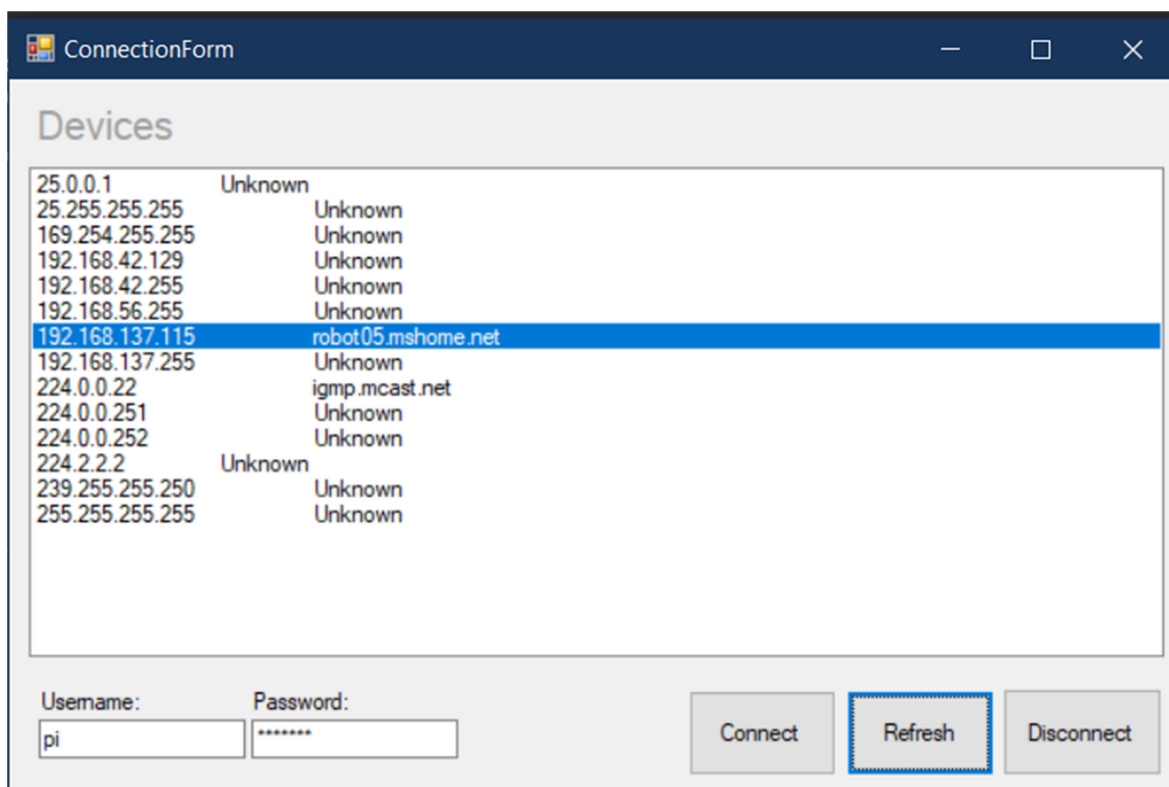 ConnectionForm
Devices
25.0.0.1 Unknown
25.255.255.255 Unknown
169.254.255.255 Unknown
192.168.42.129 Unknown
192.168.42.255 Unknown
192.168.56.255 Unknown
192.168.137.115 robot05.mshome.net
192.168.137.255 Unknown
224.0.0.22 igmp.mcast.net
224.0.0.251 Unknown
224.0.0.252 Unknown
224.2.2.2 Unknown
239.255.255.250 Unknown
255.255.255.255 Unknown
Username: Password:
pi ******* Connect Refresh Disconnect